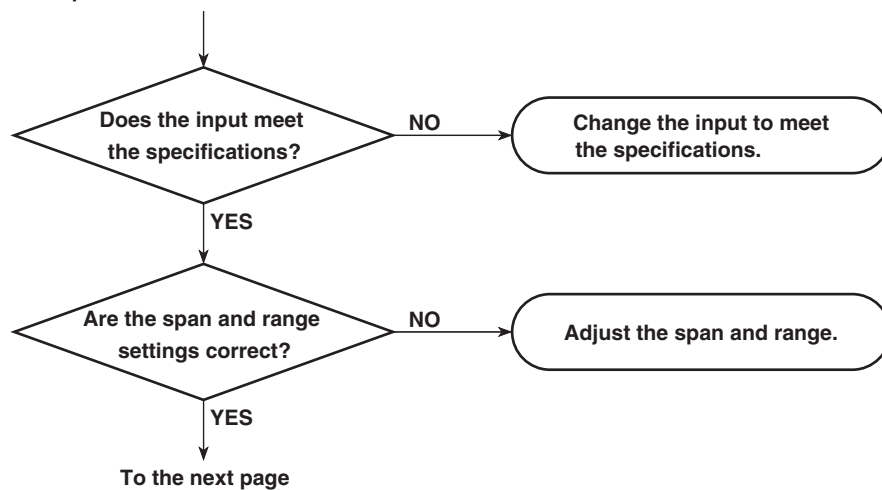 Does the input meet
the specifications?
NO
Change the input to meet
the specifications.
YES
Are the span and range
settings correct?
NO
Adjust the span and range.
YES
To the next page